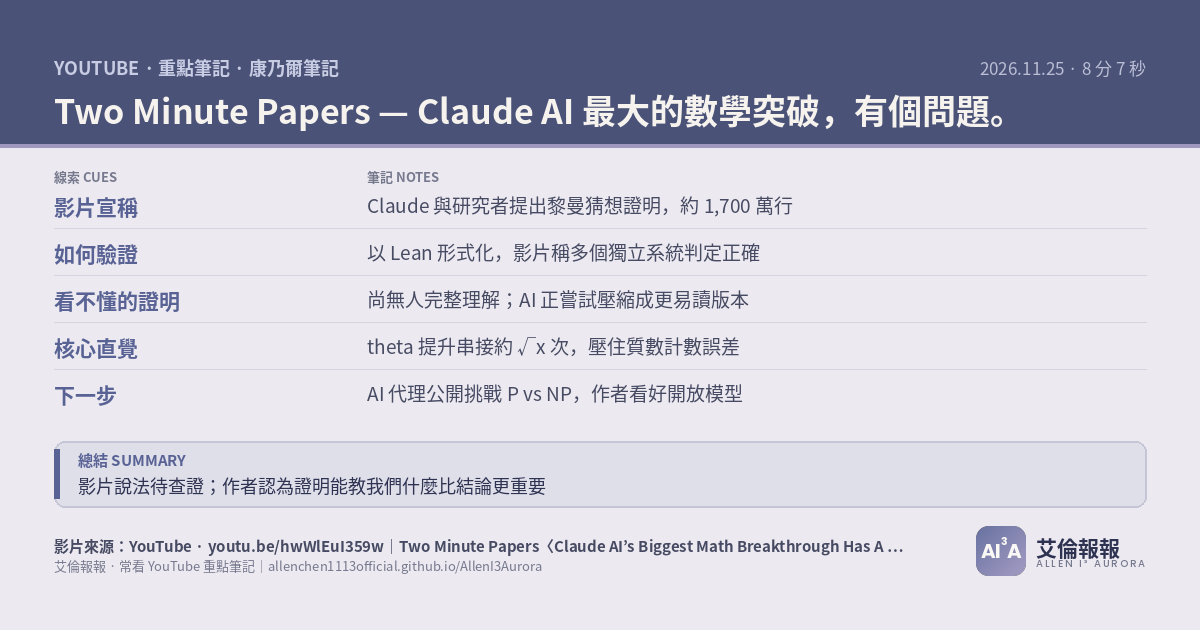 YOUTUBE · 重點筆記 · 康乃爾筆記
2026.11.25 · 8 分 7 秒
Two Minute Papers — Claude AI 最大的數學突破，有個問題。
線索 CUES
筆記 NOTES
影片宣稱
Claude 與研究者提出黎曼猜想證明，約 1,700 萬行
如何驗證
以 Lean 形式化，影片稱多個獨立系統判定正確
看不懂的證明
尚無人完整理解；AI 正嘗試壓縮成更易讀版本
核心直覺
theta 提升串接約 √x 次，壓住質數計數誤差
下一步
AI 代理公開挑戰 P vs NP，作者看好開放模型
總結 SUMMARY
影片說法待查證；作者認為證明能教我們什麼比結論更重要
影片來源：YouTube · youtu.be/hwWlEuI359w｜Two Minute Papers〈Claude AI’s Biggest Math Breakthrough Has A …
艾倫報報 · 常看 YouTube 重點筆記｜allenchen1113official.github.io/AllenI3Aurora
AI³A
艾倫報報
ALLEN I³ AURORA